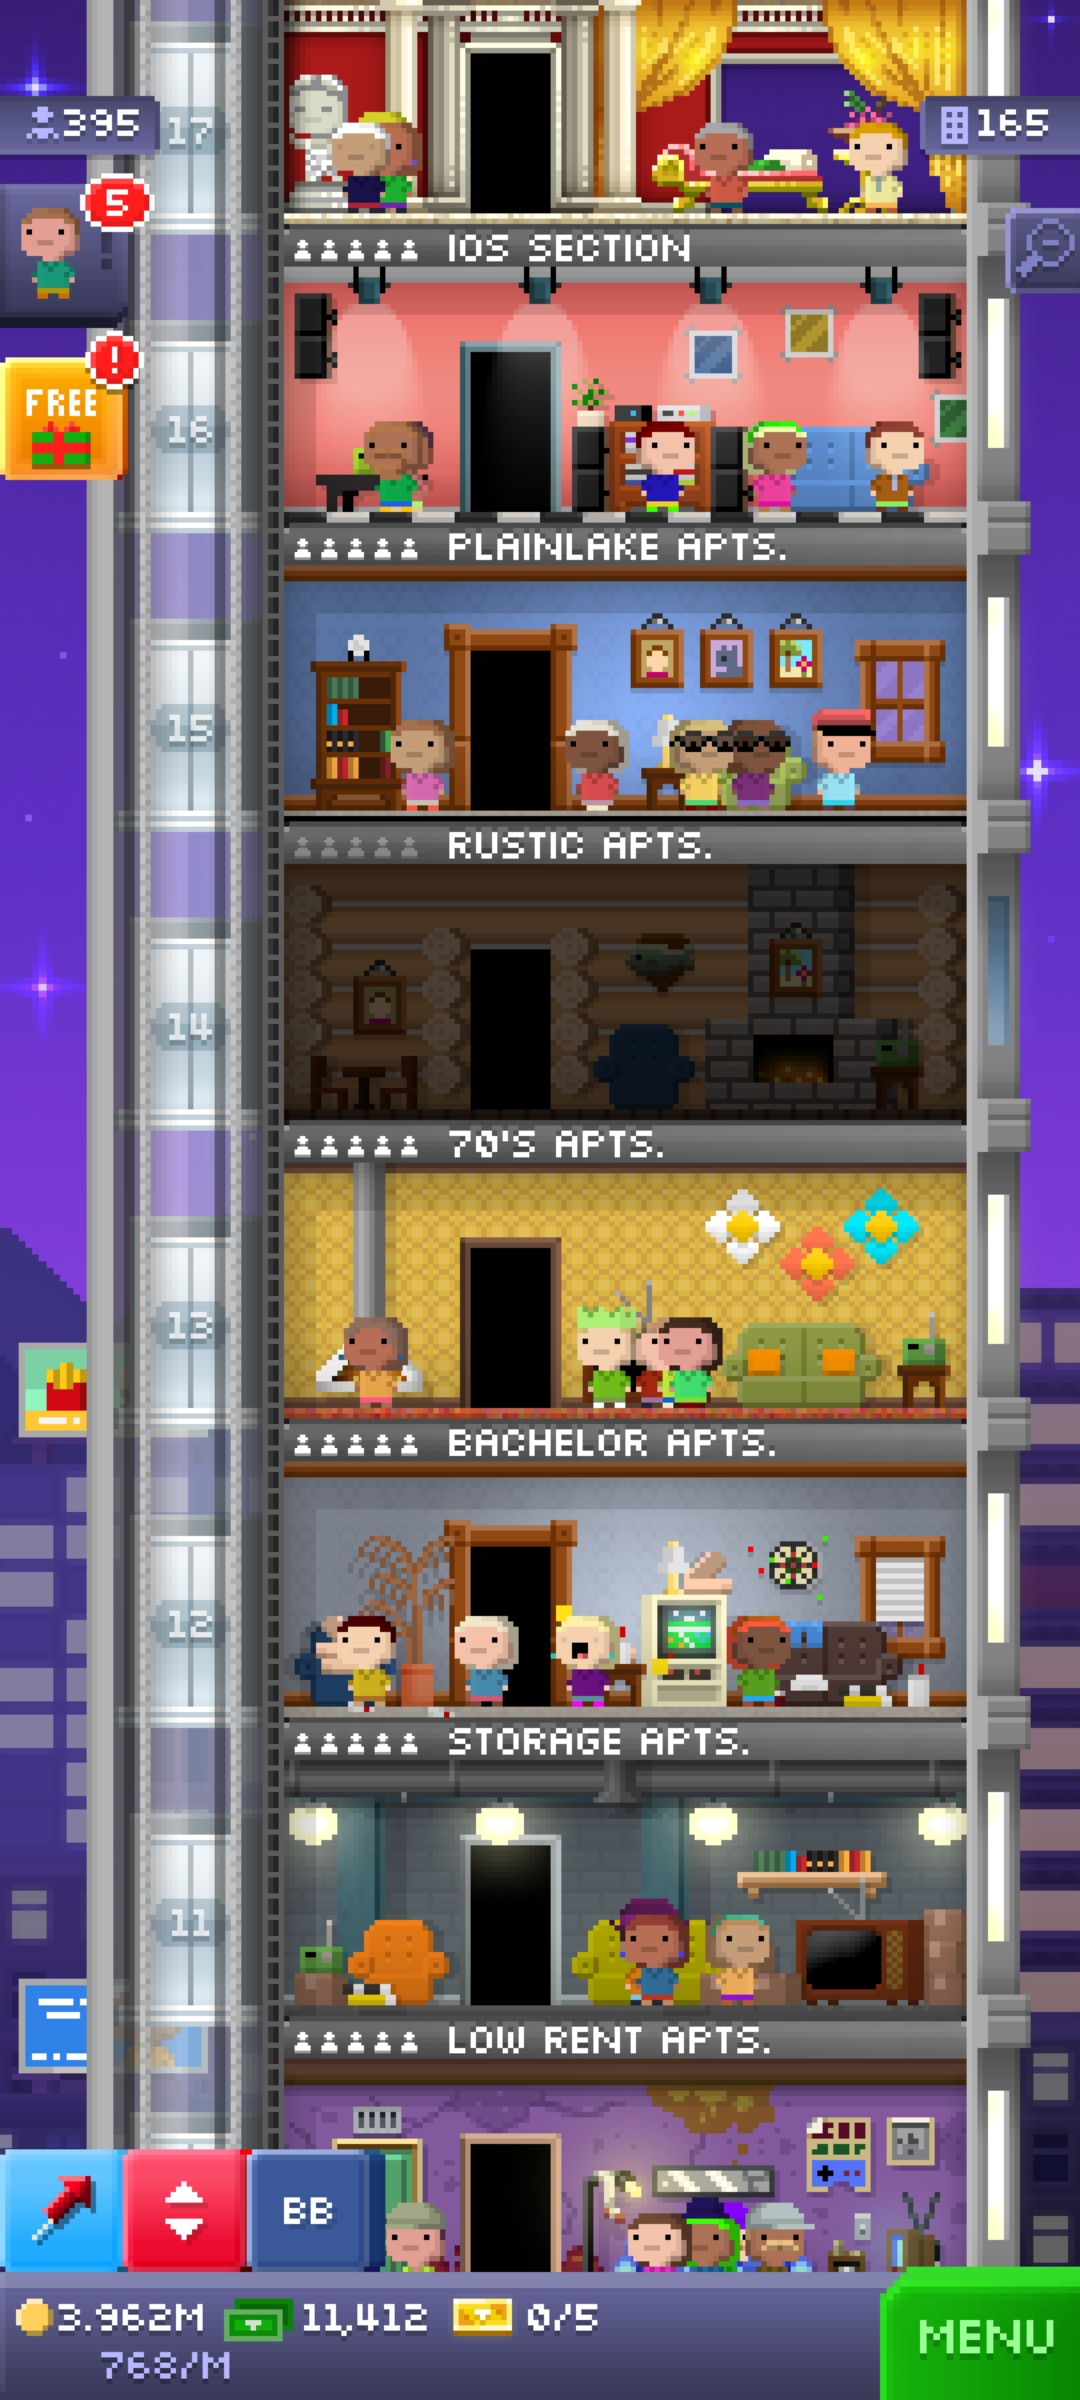 395
17
165
5
IOS SECTION
!
FREE
16
PLAINLAKE APTS.
15
RUSTIC APTS.
14
70'S APTS.
13
BACHELOR APTS.
12
STORAGE APTS.
11
LOW RENT APTS.
BB
3.962M 11,412 0/5
768/M
MENU